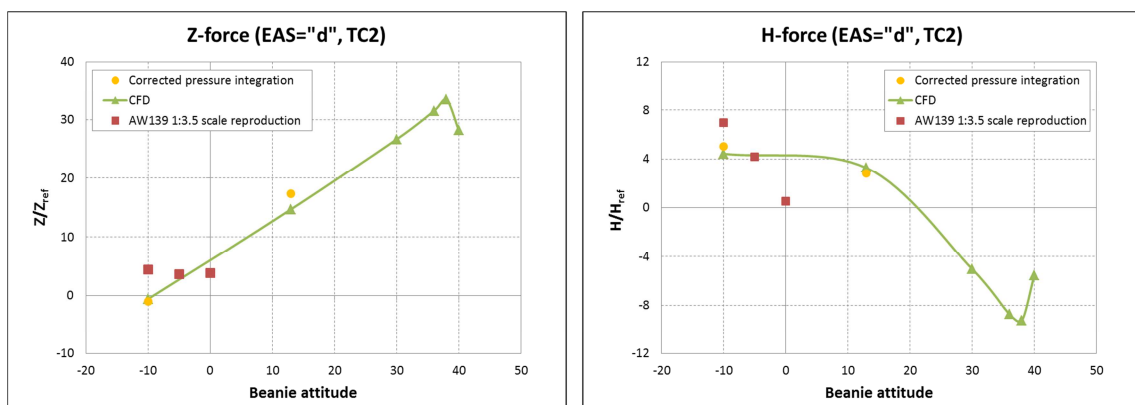 Z-force (EAS="d", TC2)
40
30
20
10
0
-10
Z/Zref
Corrected pressure integration
CFD
AW139 1:3.5 scale reproduction
-20 -10 0 10 20 30 40 50
Beanie attitude
H-force (EAS="d", TC2)
12
8
4
0
-4
-8
-12
H/Href
Corrected pressure integration
CFD
AW139 1:3.5 scale reproduction
-20 -10 0 10 20 30 40 50
Beanie attitude